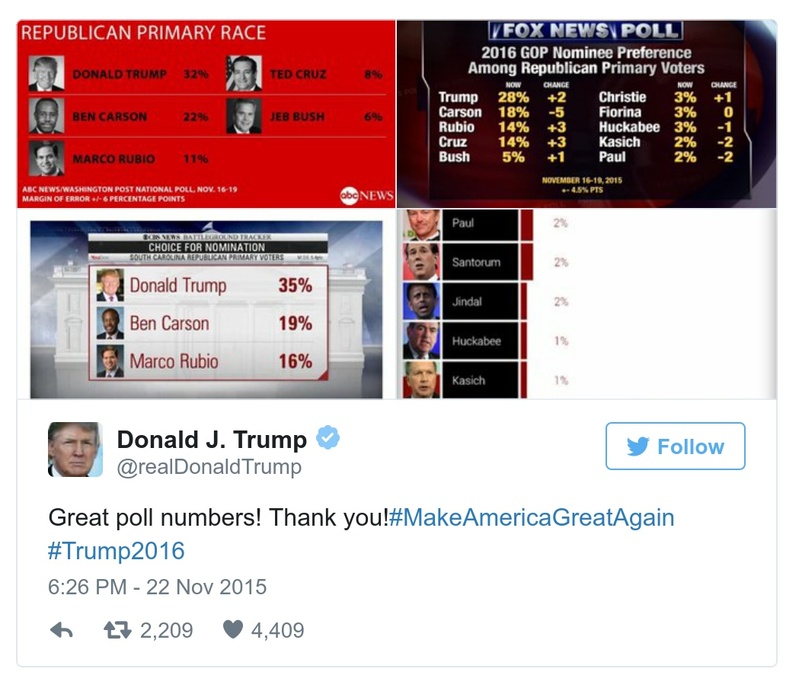 REPUBLICAN PRIMARY RACE
DONALD TRUMP 32% TED CRUZ 8%
BEN CARSON 22% JEB BUSH 6%
MARCO RUBIO 11%
ABC NEWS/WASHINGTON POST NATIONAL POLL, NOV. 16-19
MARGIN OF ERROR +/- 6 PERCENTAGE POINTS
abc NEWS
FOX NEWS POLL
2016 GOP Nominee Preference
Among Republican Primary Voters
NOW CHANGE NOW CHANGE
Trump 28% +2 Christie 3% +1
Carson 18% -5 Fiorina 3% 0
Rubio 14% +3 Huckabee 3% -1
Cruz 14% +3 Kasich 2% -2
Bush 5% +1 Paul 2% -2
NOVEMBER 16-19, 2015
+- 4.5% PTS
CBS NEWS BATTLEGROUND TRACKER
CHOICE FOR NOMINATION
SOUTH CAROLINA REPUBLICAN PRIMARY VOTERS
Donald Trump 35%
Ben Carson 19%
Marco Rubio 16%
Paul 2%
Santorum 2%
Jindal 2%
Huckabee 1%
Kasich 1%
Donald J. Trump
@realDonaldTrump
Follow
Great poll numbers! Thank you!#MakeAmericaGreatAgain
#Trump2016
6:26 PM - 22 Nov 2015
2,209 4,409